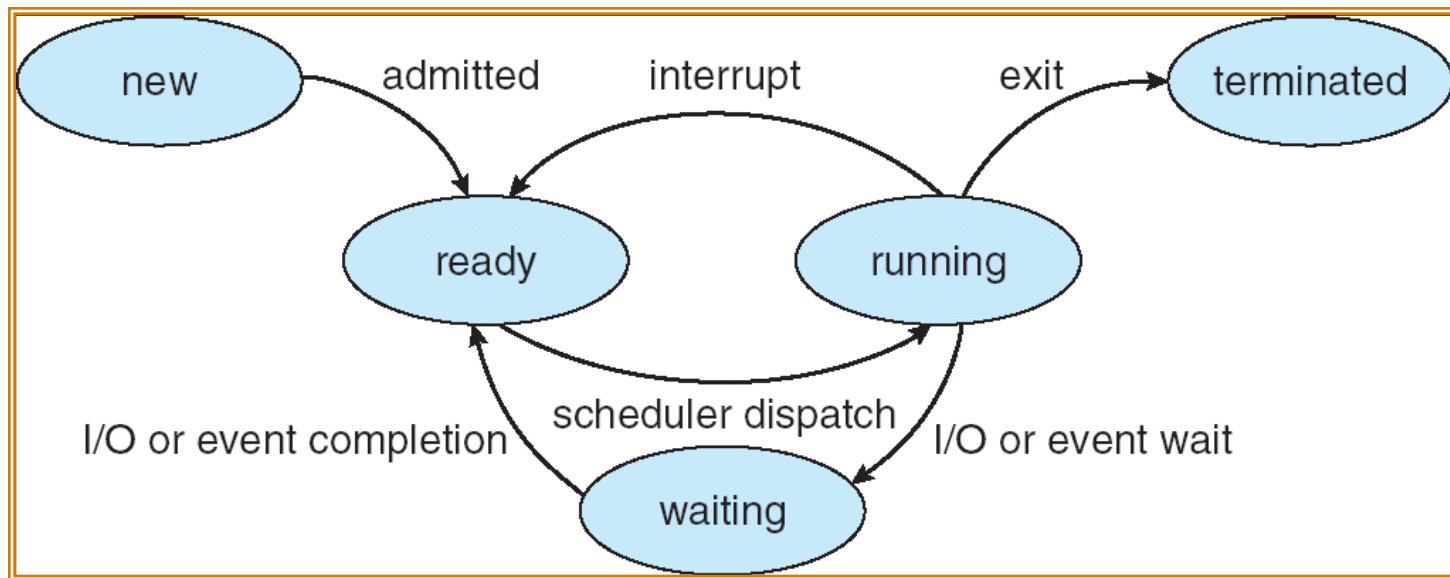 new
admitted
interrupt
exit
terminated
ready
running
I/O or event completion
scheduler dispatch
I/O or event wait
waiting